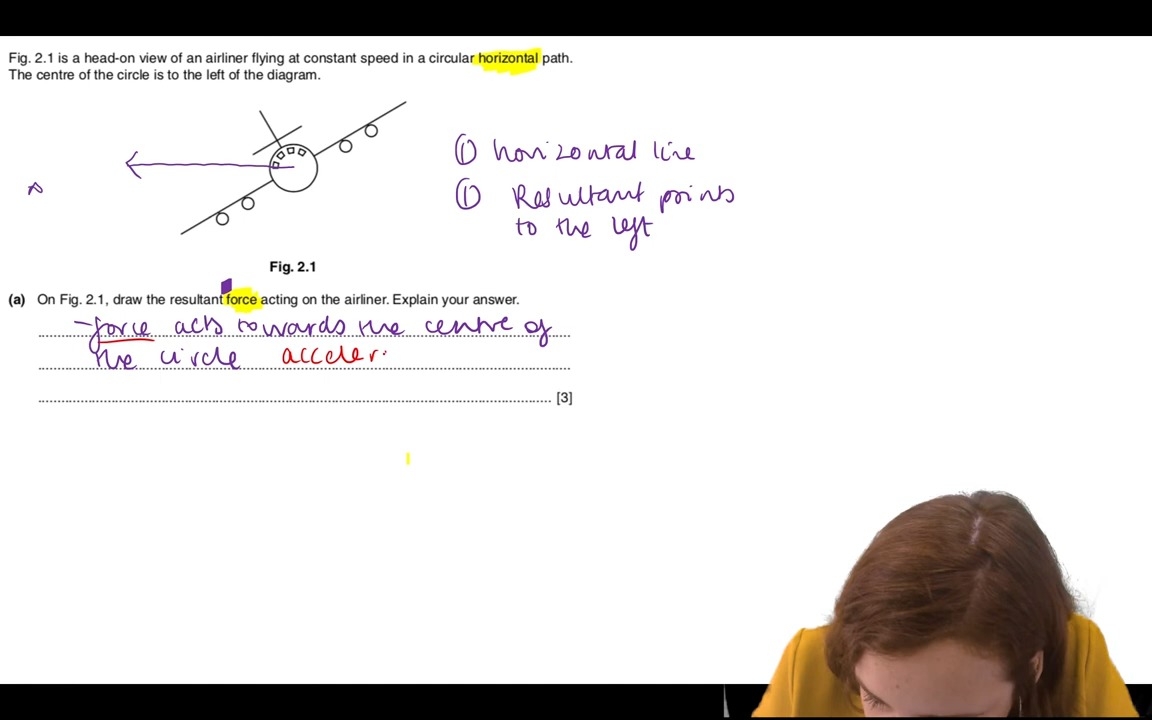 Fig. 2.1 is a head-on view of an airliner flying at constant speed in a circular horizontal path.
The centre of the circle is to the left of the diagram.
① horizontal line
① Resultant points
to the left
Fig. 2.1
(a) On Fig. 2.1, draw the resultant force acting on the airliner. Explain your answer.
- force acts towards the centre of
the circle acceler
[3]